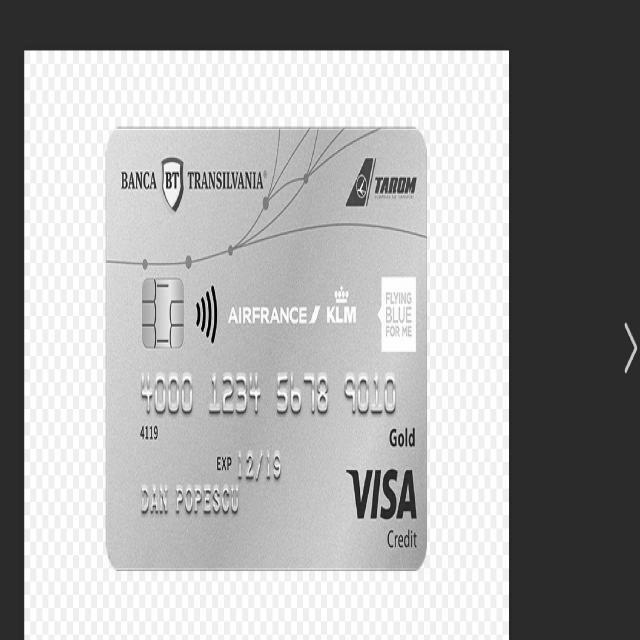 BANCA BT TRANSILVANIA
TAROM
AIRFRANCE / KLM
FLYING
BLUE
FOR ME
4000 1234 5678 9010
4119
Gold
EXP 12/19
DAN POPESCU
VISA
Credit